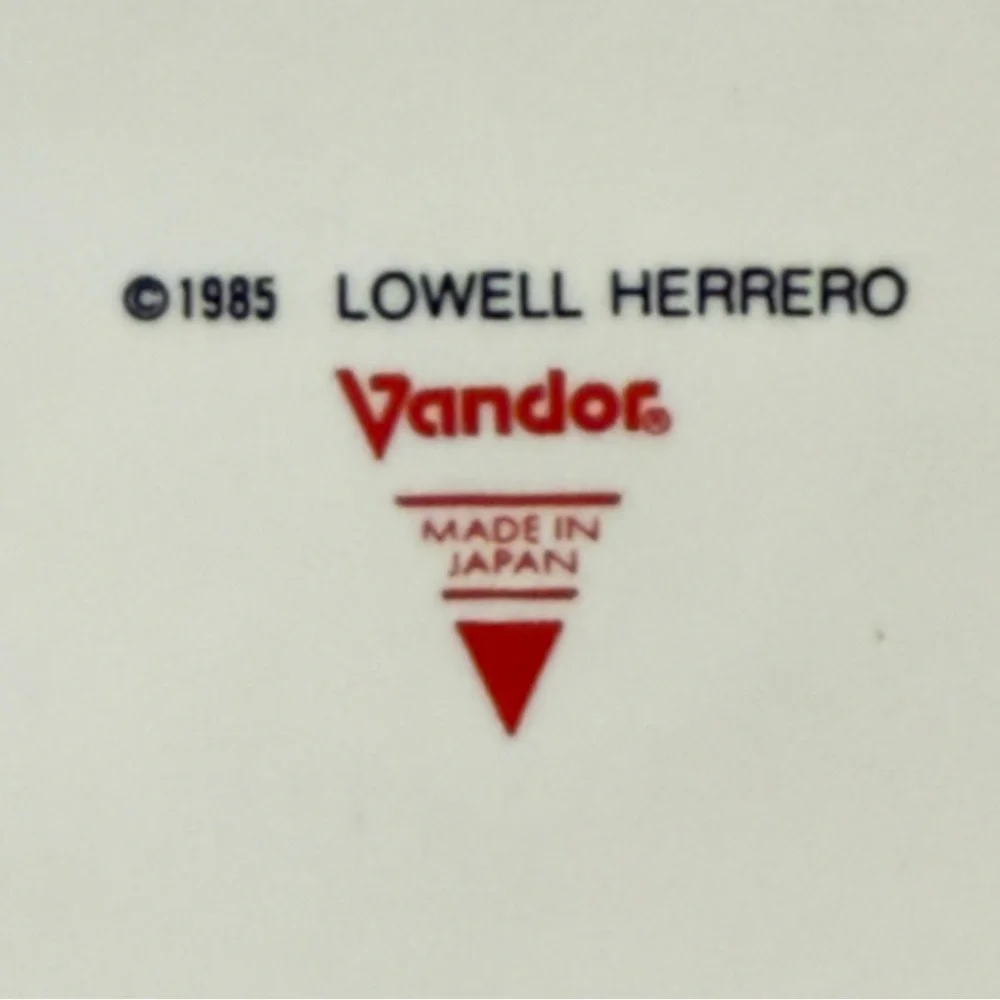 ©1985 LOWELL HERRERO
Vandor®
MADE IN
JAPAN